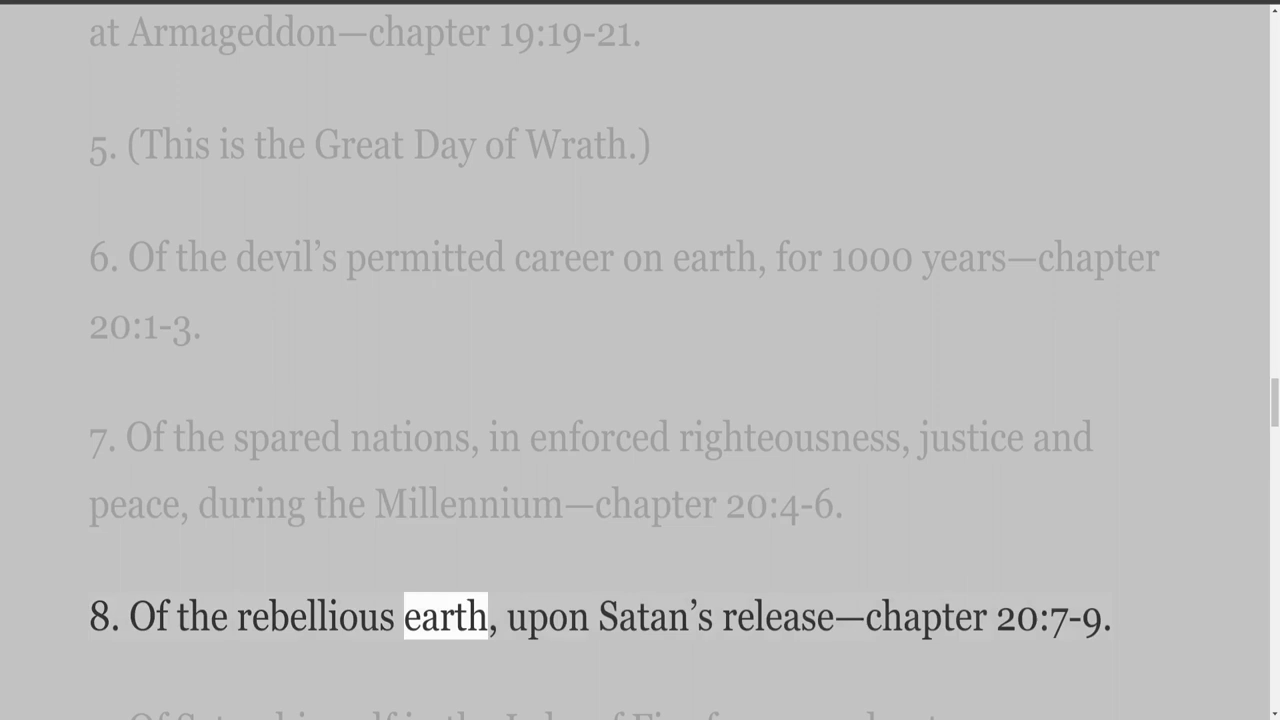 at Armageddon—chapter 19:19-21.
5. (This is the Great Day of Wrath.)
6. Of the devil’s permitted career on earth, for 1000 years—chapter
20:1-3.
7. Of the spared nations, in enforced righteousness, justice and
peace, during the Millennium—chapter 20:4-6.
8. Of the rebellious earth, upon Satan’s release—chapter 20:7-9.